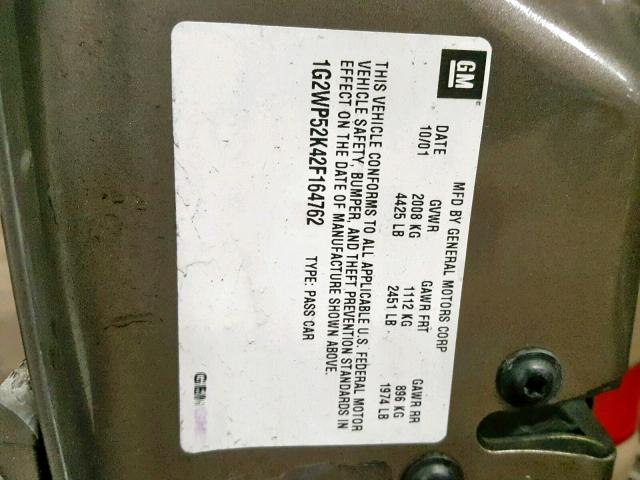 GM
MFD BY GENERAL MOTORS CORP
DATE GVWR GAWR FRT GAWR RR
10/01 2008 KG 1112 KG 896 KG
4425 LB 2451 LB 1974 LB
THIS VEHICLE CONFORMS TO ALL APPLICABLE U.S. FEDERAL MOTOR
VEHICLE SAFETY, BUMPER, AND THEFT PREVENTION STANDARDS IN
EFFECT ON THE DATE OF MANUFACTURE SHOWN ABOVE.
1G2WP52K42F164762 TYPE: PASS CAR